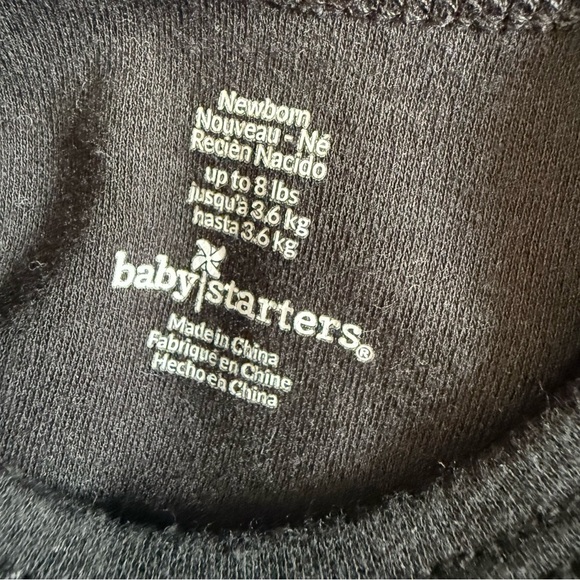 Newborn
Nouveau - Né
Recién Nacido
up to 8 lbs
jusqu'à 3.6 kg
hasta 3.6 kg
baby starters®
Made in China
Fabriqué en Chine
Hecho en China